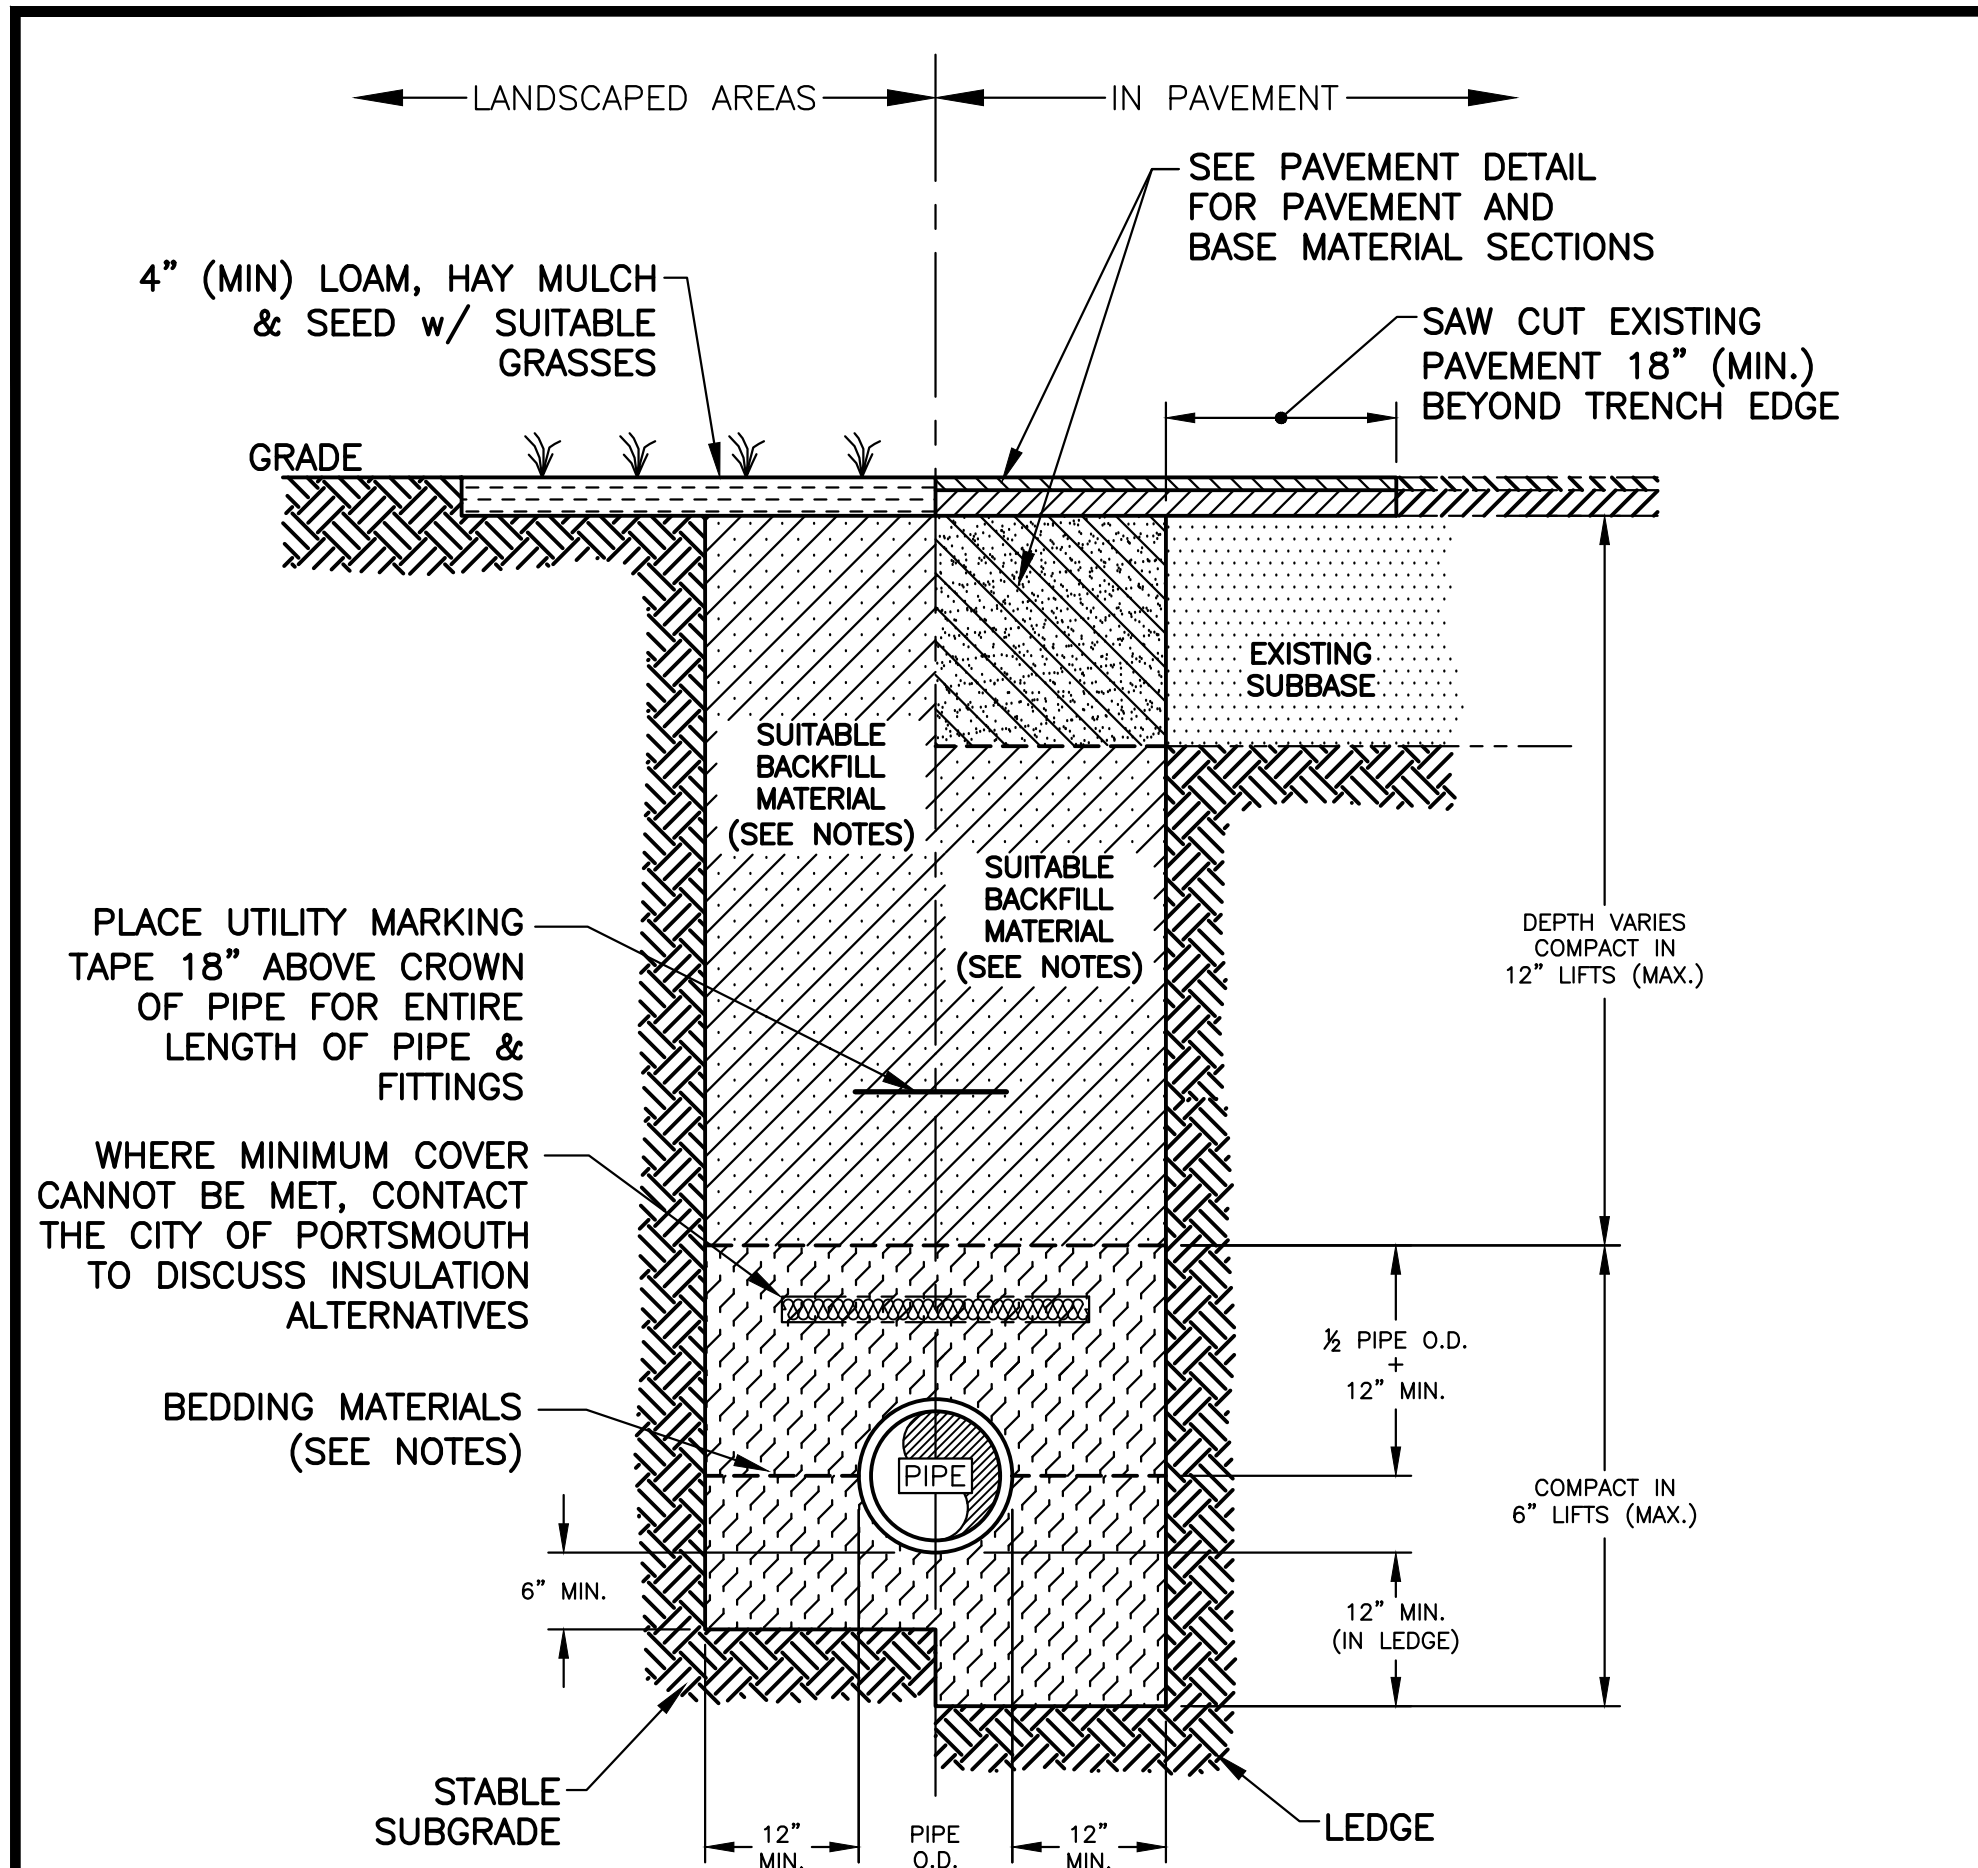 LANDSCAPED AREAS
IN PAVEMENT
SEE PAVEMENT DETAIL
FOR PAVEMENT AND
BASE MATERIAL SECTIONS
4" (MIN) LOAM, HAY MULCH
& SEED w/ SUITABLE
GRASSES
SAW CUT EXISTING
PAVEMENT 18" (MIN.)
BEYOND TRENCH EDGE
GRADE
EXISTING
SUBBASE
SUITABLE
BACKFILL
MATERIAL
(SEE NOTES)
SUITABLE
BACKFILL
MATERIAL
(SEE NOTES)
PLACE UTILITY MARKING
TAPE 18" ABOVE CROWN
OF PIPE FOR ENTIRE
LENGTH OF PIPE &
FITTINGS
DEPTH VARIES
COMPACT IN
12" LIFTS (MAX.)
WHERE MINIMUM COVER
CANNOT BE MET, CONTACT
THE CITY OF PORTSMOUTH
TO DISCUSS INSULATION
ALTERNATIVES
½ PIPE O.D.
+
12" MIN.
BEDDING MATERIALS
(SEE NOTES)
PIPE
COMPACT IN
6" LIFTS (MAX.)
6" MIN.
12" MIN.
(IN LEDGE)
STABLE
SUBGRADE
LEDGE
12"
MIN.
PIPE
O.D.
12"
MIN.